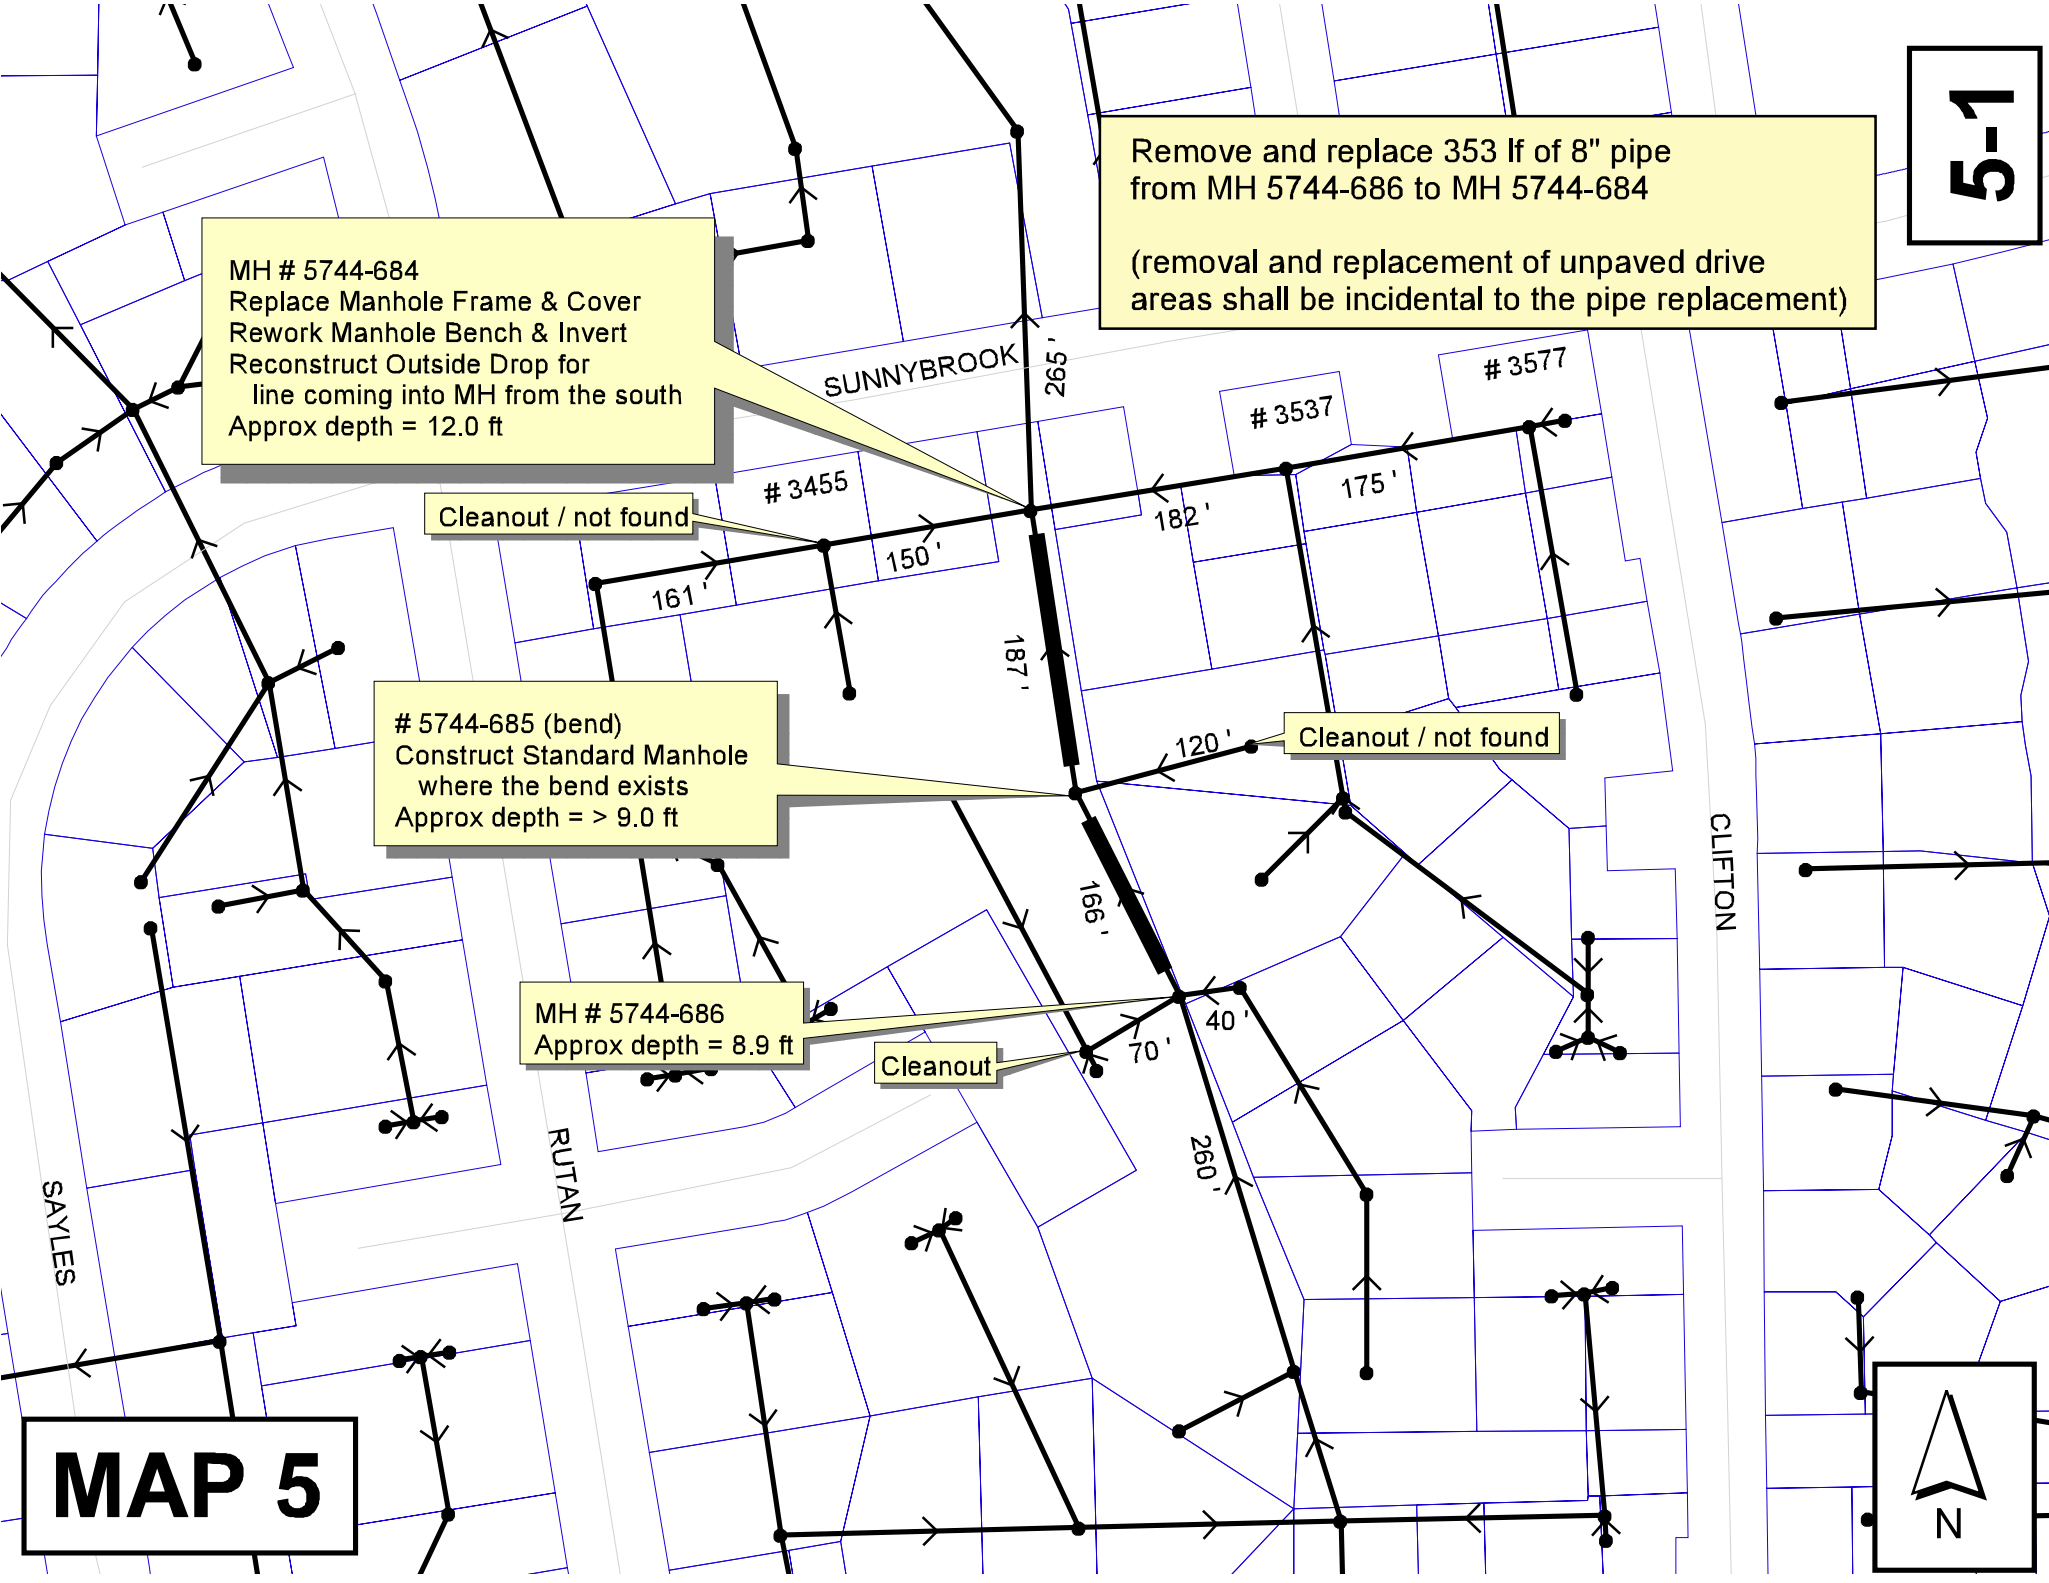 5-1
Remove and replace 353 lf of 8" pipe
from MH 5744-686 to MH 5744-684
(removal and replacement of unpaved drive
areas shall be incidental to the pipe replacement)
MH # 5744-684
Replace Manhole Frame & Cover
Rework Manhole Bench & Invert
Reconstruct Outside Drop for
line coming into MH from the south
Approx depth = 12.0 ft
SUNNYBROOK
265 '
# 3577
# 3537
# 3455
175 '
182 '
Cleanout / not found
150 '
161 '
187 '
# 5744-685 (bend)
Construct Standard Manhole
where the bend exists
Approx depth = > 9.0 ft
120 '
Cleanout / not found
CLIFTON
166 '
MH # 5744-686
Approx depth = 8.9 ft
40 '
70 '
Cleanout
260 '
RUTAN
SAYLES
MAP 5
N